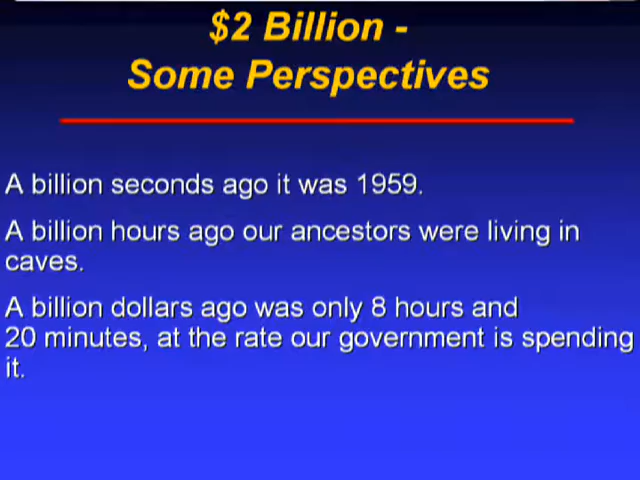 $2 Billion -
Some Perspectives
A billion seconds ago it was 1959.
A billion hours ago our ancestors were living in
caves.
A billion dollars ago was only 8 hours and
20 minutes, at the rate our government is spending
it.